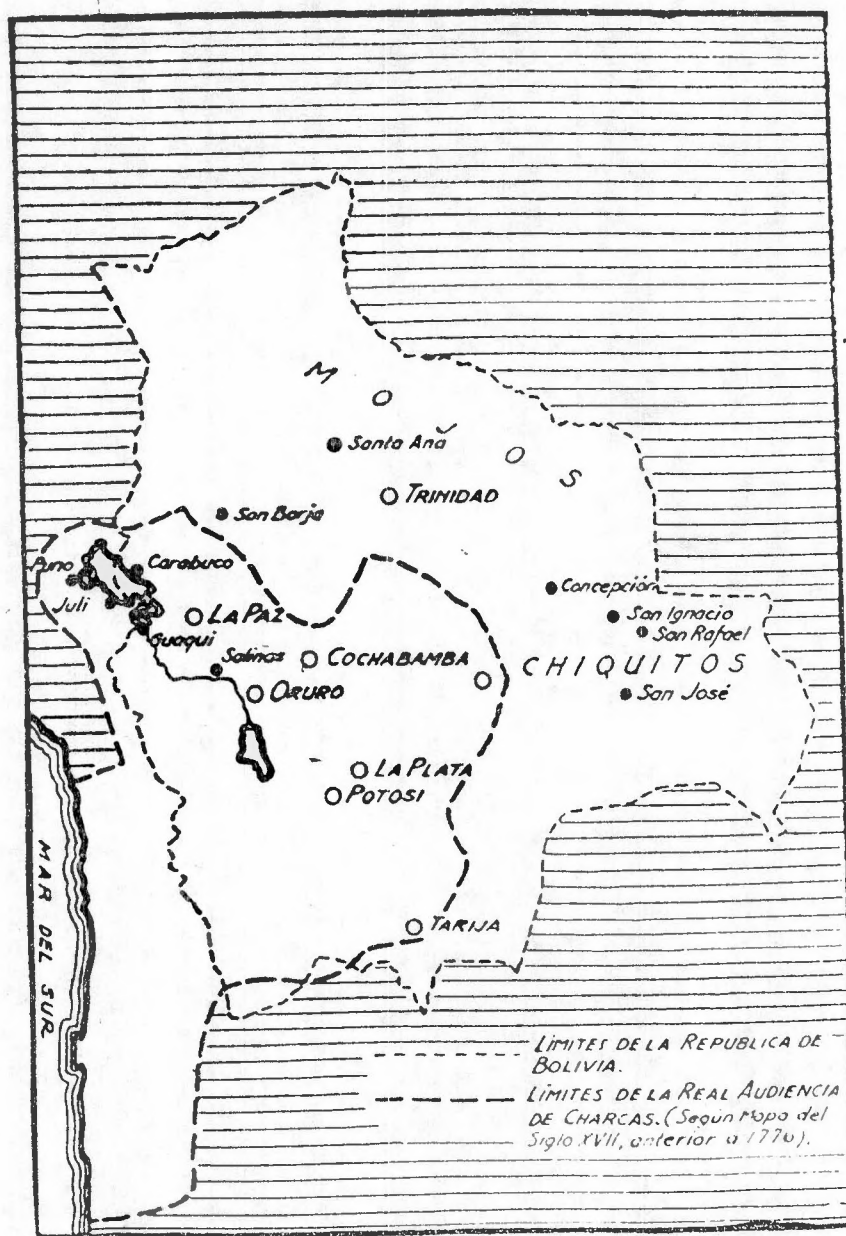 M O
O S
Santa Ana
TRINIDAD
San Borja
Puno
Carabuco
Concepción
Juli
LA PAZ
San Ignacio
Guaqui
San Rafael
Salinas
COCHABAMBA
CHIQUITOS
ORURO
San José
LA PLATA
POTOSI
MAR DEL SUR
TARIJA
LÍMITES DE LA REPUBLICA DE
BOLIVIA.
LÍMITES DE LA REAL AUDIENCIA
DE CHARCAS. (Según Mapa del
Siglo XVII, anterior a 1776).